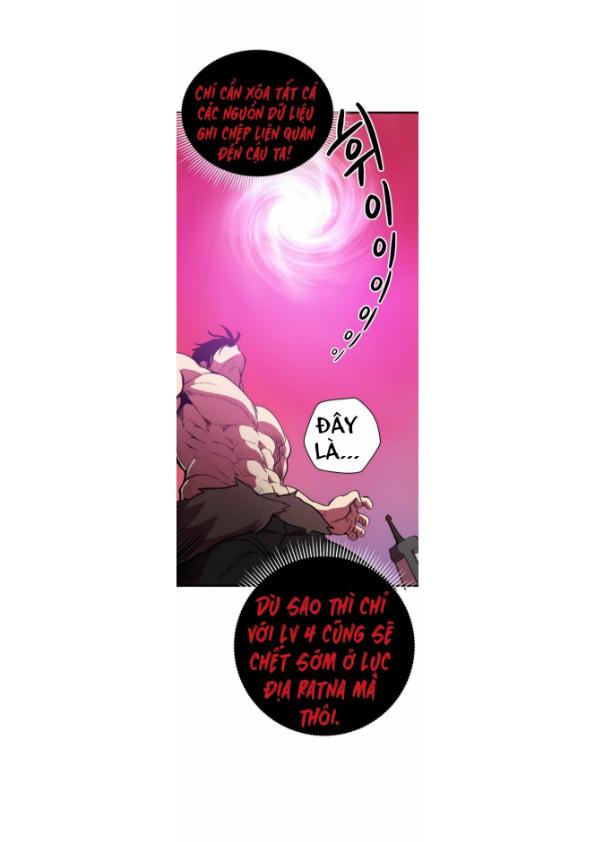 CHỈ CẦN XÓA TẤT CẢ
CÁC NGUỒN DỮ LIỆU
GHI CHÉP LIÊN QUAN
ĐẾN CẬU TA!
슈위이이이이이이
ĐÂY
LÀ...
DÙ SAO THÌ CHỈ
VỚI LV 4 CŨNG SẼ
CHẾT SỚM Ở LỤC
ĐỊA RATNA MÀ
THÔI.